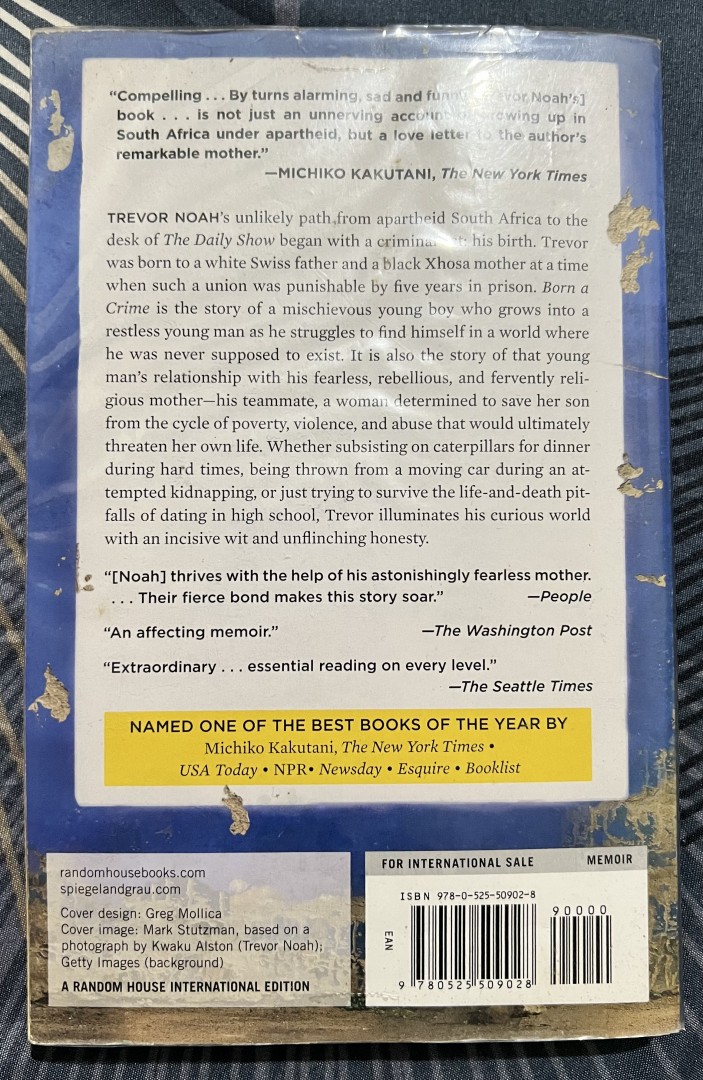 “Compelling . . . By turns alarming, sad and funny Trevor Noah’s]
book . . . is not just an unnerving account of growing up in
South Africa under apartheid, but a love letter to the author’s
remarkable mother.”
—MICHIKO KAKUTANI, The New York Times
TREVOR NOAH’s unlikely path from apartheid South Africa to the
desk of The Daily Show began with a criminal act: his birth. Trevor
was born to a white Swiss father and a black Xhosa mother at a time
when such a union was punishable by five years in prison. Born a
Crime is the story of a mischievous young boy who grows into a
restless young man as he struggles to find himself in a world where
he was never supposed to exist. It is also the story of that young
man’s relationship with his fearless, rebellious, and fervently reli-
gious mother—his teammate, a woman determined to save her son
from the cycle of poverty, violence, and abuse that would ultimately
threaten her own life. Whether subsisting on caterpillars for dinner
during hard times, being thrown from a moving car during an at-
tempted kidnapping, or just trying to survive the life-and-death pit-
falls of dating in high school, Trevor illuminates his curious world
with an incisive wit and unflinching honesty.
“[Noah] thrives with the help of his astonishingly fearless mother.
. . . Their fierce bond makes this story soar.” —People
“An affecting memoir.” —The Washington Post
“Extraordinary . . . essential reading on every level.”
—The Seattle Times
NAMED ONE OF THE BEST BOOKS OF THE YEAR BY
Michiko Kakutani, The New York Times •
USA Today • NPR• Newsday • Esquire • Booklist
randomhousebooks.com
spiegelandgrau.com
Cover design: Greg Mollica
Cover image: Mark Stutzman, based on a
photograph by Kwaku Alston (Trevor Noah);
Getty Images (background)
A RANDOM HOUSE INTERNATIONAL EDITION
FOR INTERNATIONAL SALE MEMOIR
ISBN 978-0-525-50902-8
90000
EAN
9 780525 509028